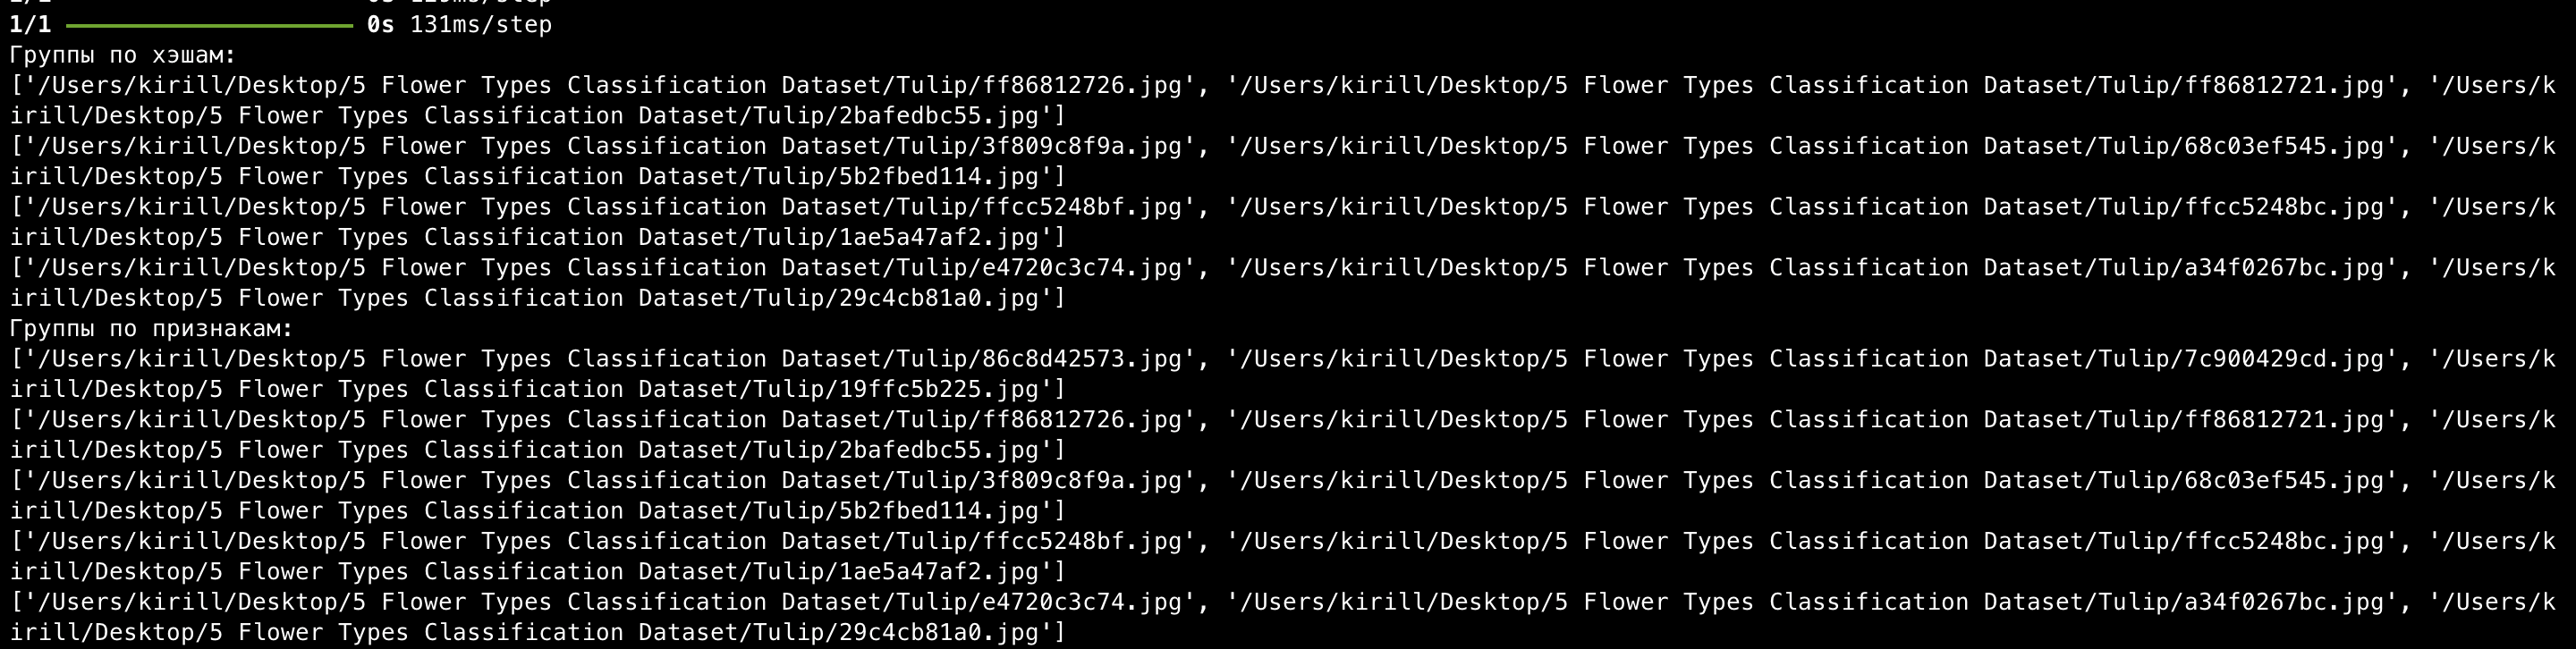 1/1 0s 131ms/step
Группы по хэшам:
['/Users/kirill/Desktop/5 Flower Types Classification Dataset/Tulip/ff86812726.jpg', '/Users/kirill/Desktop/5 Flower Types Classification Dataset/Tulip/ff86812721.jpg', '/Users/k
irill/Desktop/5 Flower Types Classification Dataset/Tulip/2bafedbc55.jpg']
['/Users/kirill/Desktop/5 Flower Types Classification Dataset/Tulip/3f809c8f9a.jpg', '/Users/kirill/Desktop/5 Flower Types Classification Dataset/Tulip/68c03ef545.jpg', '/Users/k
irill/Desktop/5 Flower Types Classification Dataset/Tulip/5b2fbed114.jpg']
['/Users/kirill/Desktop/5 Flower Types Classification Dataset/Tulip/ffcc5248bf.jpg', '/Users/kirill/Desktop/5 Flower Types Classification Dataset/Tulip/ffcc5248bc.jpg', '/Users/k
irill/Desktop/5 Flower Types Classification Dataset/Tulip/1ae5a47af2.jpg']
['/Users/kirill/Desktop/5 Flower Types Classification Dataset/Tulip/e4720c3c74.jpg', '/Users/kirill/Desktop/5 Flower Types Classification Dataset/Tulip/a34f0267bc.jpg', '/Users/k
irill/Desktop/5 Flower Types Classification Dataset/Tulip/29c4cb81a0.jpg']
Группы по признакам:
['/Users/kirill/Desktop/5 Flower Types Classification Dataset/Tulip/86c8d42573.jpg', '/Users/kirill/Desktop/5 Flower Types Classification Dataset/Tulip/7c900429cd.jpg', '/Users/k
irill/Desktop/5 Flower Types Classification Dataset/Tulip/19ffc5b225.jpg']
['/Users/kirill/Desktop/5 Flower Types Classification Dataset/Tulip/ff86812726.jpg', '/Users/kirill/Desktop/5 Flower Types Classification Dataset/Tulip/ff86812721.jpg', '/Users/k
irill/Desktop/5 Flower Types Classification Dataset/Tulip/2bafedbc55.jpg']
['/Users/kirill/Desktop/5 Flower Types Classification Dataset/Tulip/3f809c8f9a.jpg', '/Users/kirill/Desktop/5 Flower Types Classification Dataset/Tulip/68c03ef545.jpg', '/Users/k
irill/Desktop/5 Flower Types Classification Dataset/Tulip/5b2fbed114.jpg']
['/Users/kirill/Desktop/5 Flower Types Classification Dataset/Tulip/ffcc5248bf.jpg', '/Users/kirill/Desktop/5 Flower Types Classification Dataset/Tulip/ffcc5248bc.jpg', '/Users/k
irill/Desktop/5 Flower Types Classification Dataset/Tulip/1ae5a47af2.jpg']
['/Users/kirill/Desktop/5 Flower Types Classification Dataset/Tulip/e4720c3c74.jpg', '/Users/kirill/Desktop/5 Flower Types Classification Dataset/Tulip/a34f0267bc.jpg', '/Users/k
irill/Desktop/5 Flower Types Classification Dataset/Tulip/29c4cb81a0.jpg']